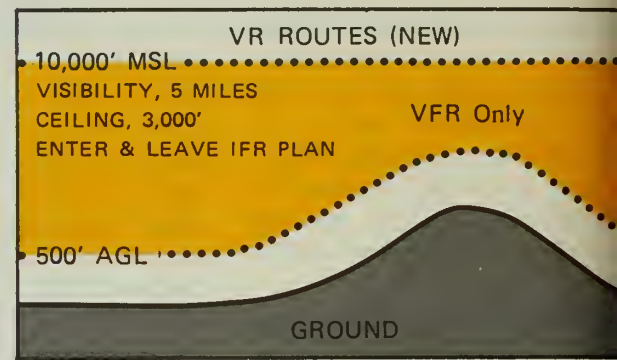 VR ROUTES (NEW)
10,000' MSL
VISIBILITY, 5 MILES
CEILING, 3,000'
ENTER & LEAVE IFR PLAN
VFR Only
500' AGL
GROUND